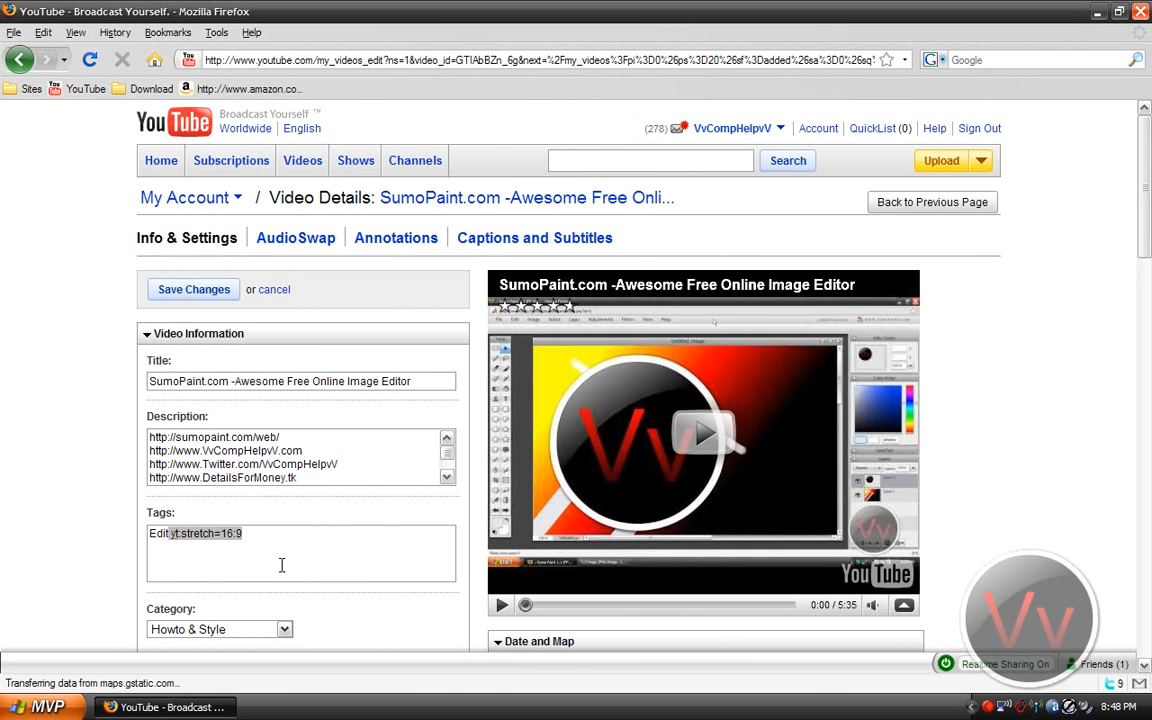 YouTube - Broadcast Yourself. - Mozilla Firefox
File Edit View History Bookmarks Tools Help
http://www.youtube.com/my_videos_edit?ns=1&video_id=GTIAbBZn_6g&next=%2Fmy_videos%3Fpi%3D0%26ps%3D20%26sf%3Dadded%26sa%3D0%26sq%
Google
Sites YouTube Download http://www.amazon.co...
YouTube Broadcast Yourself ™
Worldwide English
(278) VvCompHelpvV Account QuickList (0) Help Sign Out
Home Subscriptions Videos Shows Channels Search Upload
My Account / Video Details: SumoPaint.com -Awesome Free Onli...
Back to Previous Page
Info & Settings AudioSwap Annotations Captions and Subtitles
Save Changes or cancel
SumoPaint.com -Awesome Free Online Image Editor
Video Information
Title:
SumoPaint.com -Awesome Free Online Image Editor
Description:
http://sumopaint.com/web/
http://www.VvCompHelpvV.com
http://www.Twitter.com/VvCompHelpvV
http://www.DetailsForMoney.tk
Tags:
Edit yt:stretch=16:9
Vv
YouTube
0:00 / 5:35
Category:
Howto & Style
Date and Map
Vv
Realtime Sharing On
Friends (1)
Transferring data from maps.gstatic.com...
9
MVP
YouTube - Broadcast ...
8:48 PM